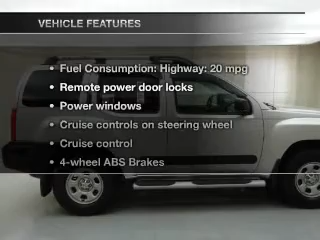 VEHICLE FEATURES
• Fuel Consumption: Highway: 20 mpg
• Remote power door locks
• Power windows
• Cruise controls on steering wheel
• Cruise control
• 4-wheel ABS Brakes